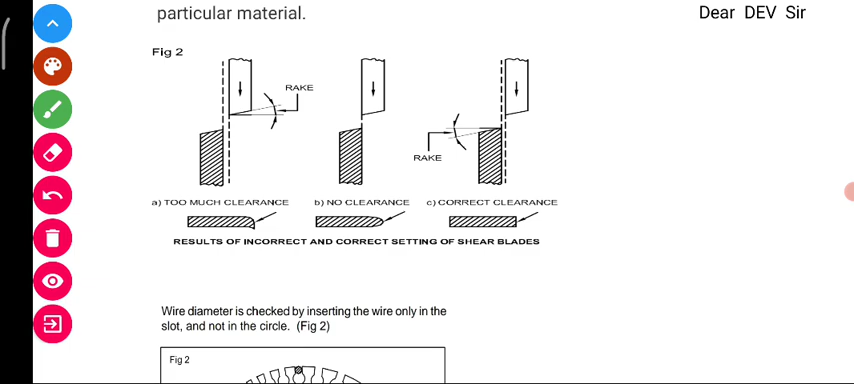 particular material.
Dear DEV Sir
Fig 2
RAKE
RAKE
a) TOO MUCH CLEARANCE b) NO CLEARANCE c) CORRECT CLEARANCE
RESULTS OF INCORRECT AND CORRECT SETTING OF SHEAR BLADES
Wire diameter is checked by inserting the wire only in the
slot, and not in the circle. (Fig 2)
Fig 2